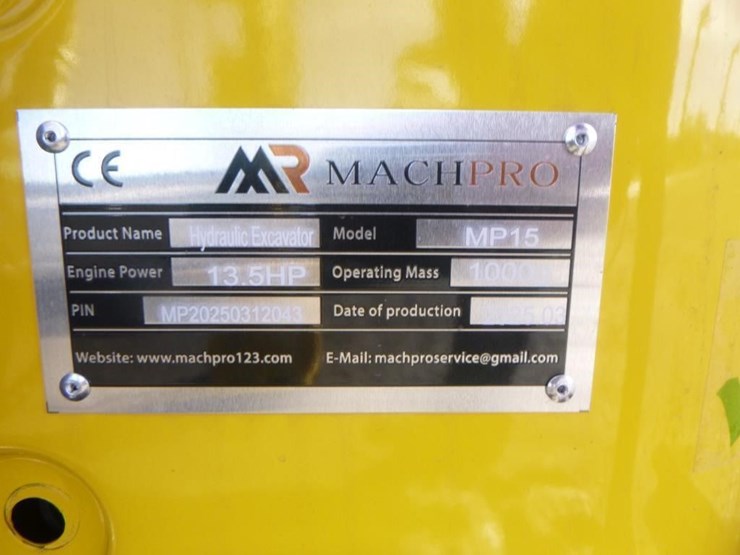 CE MR MACHPRO
Product Name Hydraulic Excavator Model MP15
Engine Power 13.5HP Operating Mass
PIN MP20250312043 Date of production
Website: www.machpro123.com E-Mail: machproservice@gmail.com